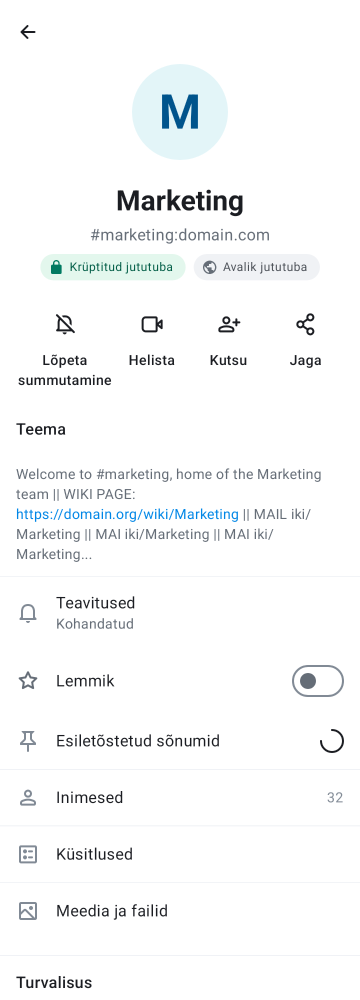 M
Marketing
#marketing:domain.com
Krüptitud jututuba
Avalik jututuba
Lõpeta
summutamine
Helista
Kutsu
Jaga
Teema
Welcome to #marketing, home of the Marketing
team || WIKI PAGE:
https://domain.org/wiki/Marketing || MAIL iki/
Marketing || MAI iki/Marketing || MAI iki/
Marketing...
Teavitused
Kohandatud
Lemmik
Esiletõstetud sõnumid
Inimesed
32
Küsitlused
Meedia ja failid
Turvalisus